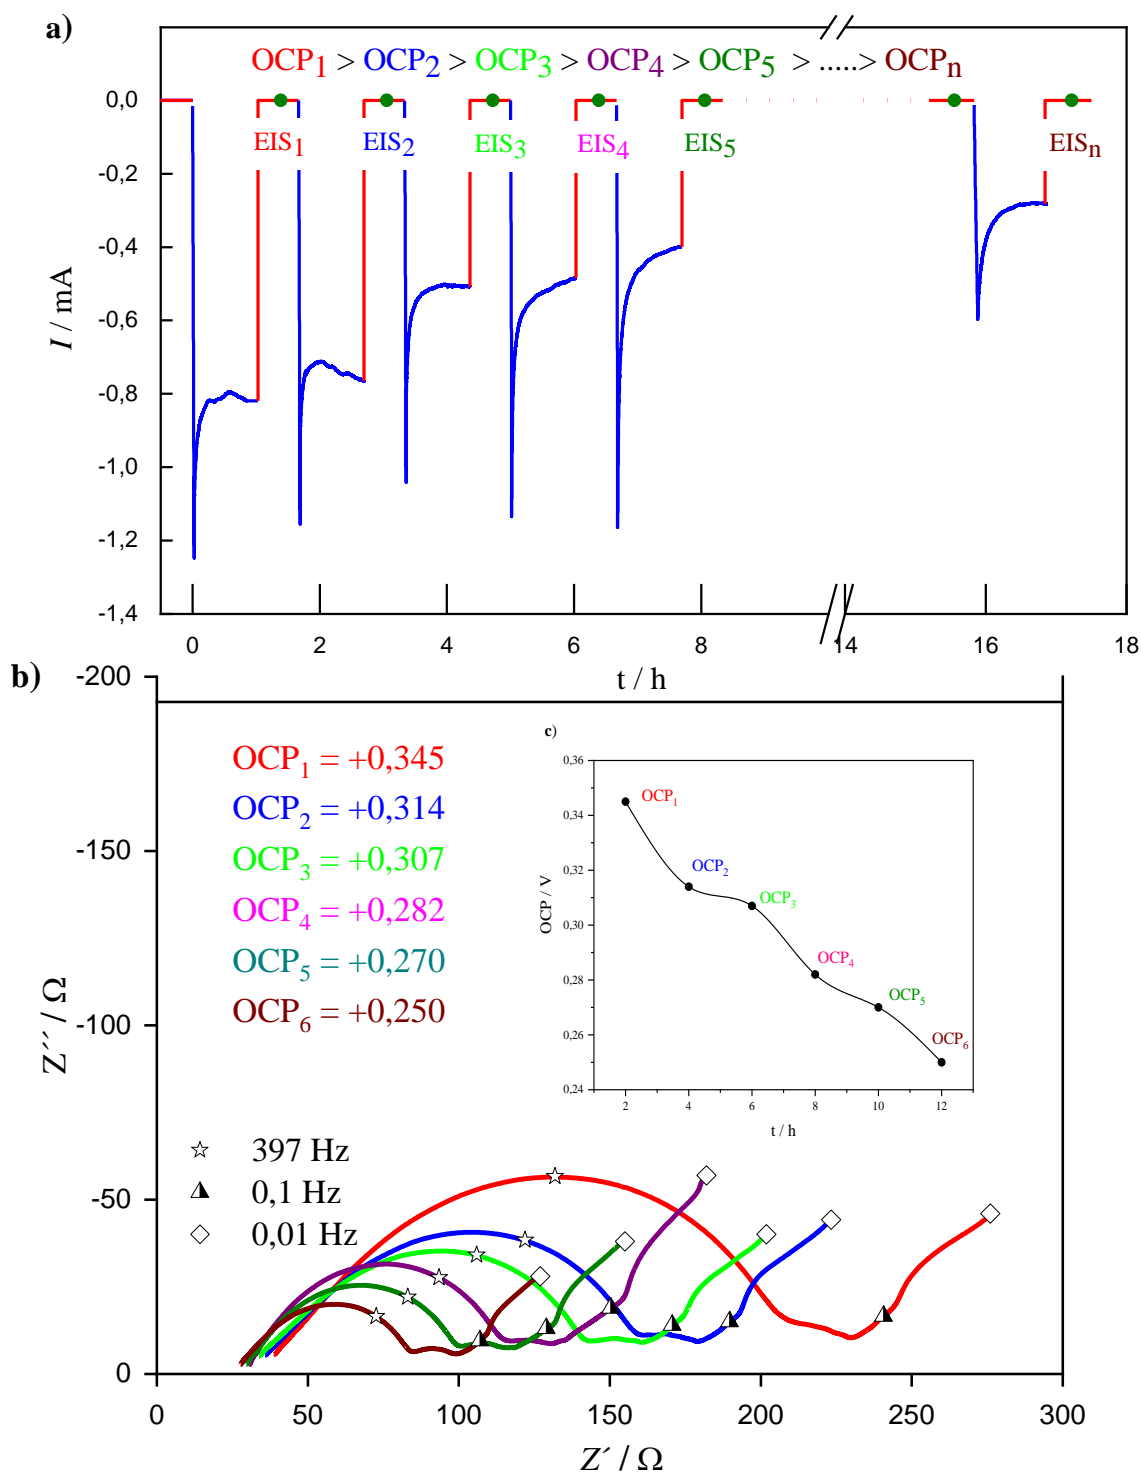 a)
OCP1 > OCP2 > OCP3 > OCP4 > OCP5 > .....> OCPn
0,0
EIS1 EIS2 EIS3 EIS4 EIS5 EISn
-0,2
-0,4
-0,6
-0,8
-1,0
-1,2
-1,4
I / mA
0 2 4 6 8 14 16 18
t / h
b)
-200
-150
-100
-50
0
Z´´ / Ω
OCP1 = +0,345
OCP2 = +0,314
OCP3 = +0,307
OCP4 = +0,282
OCP5 = +0,270
OCP6 = +0,250
c)
0,36
0,34
0,32
0,30
0,28
0,26
0,24
OCP / V
OCP1
OCP2
OCP3
OCP4
OCP5
OCP6
2 4 6 8 10 12
t / h
397 Hz
0,1 Hz
0,01 Hz
0 50 100 150 200 250 300
Z´ / Ω